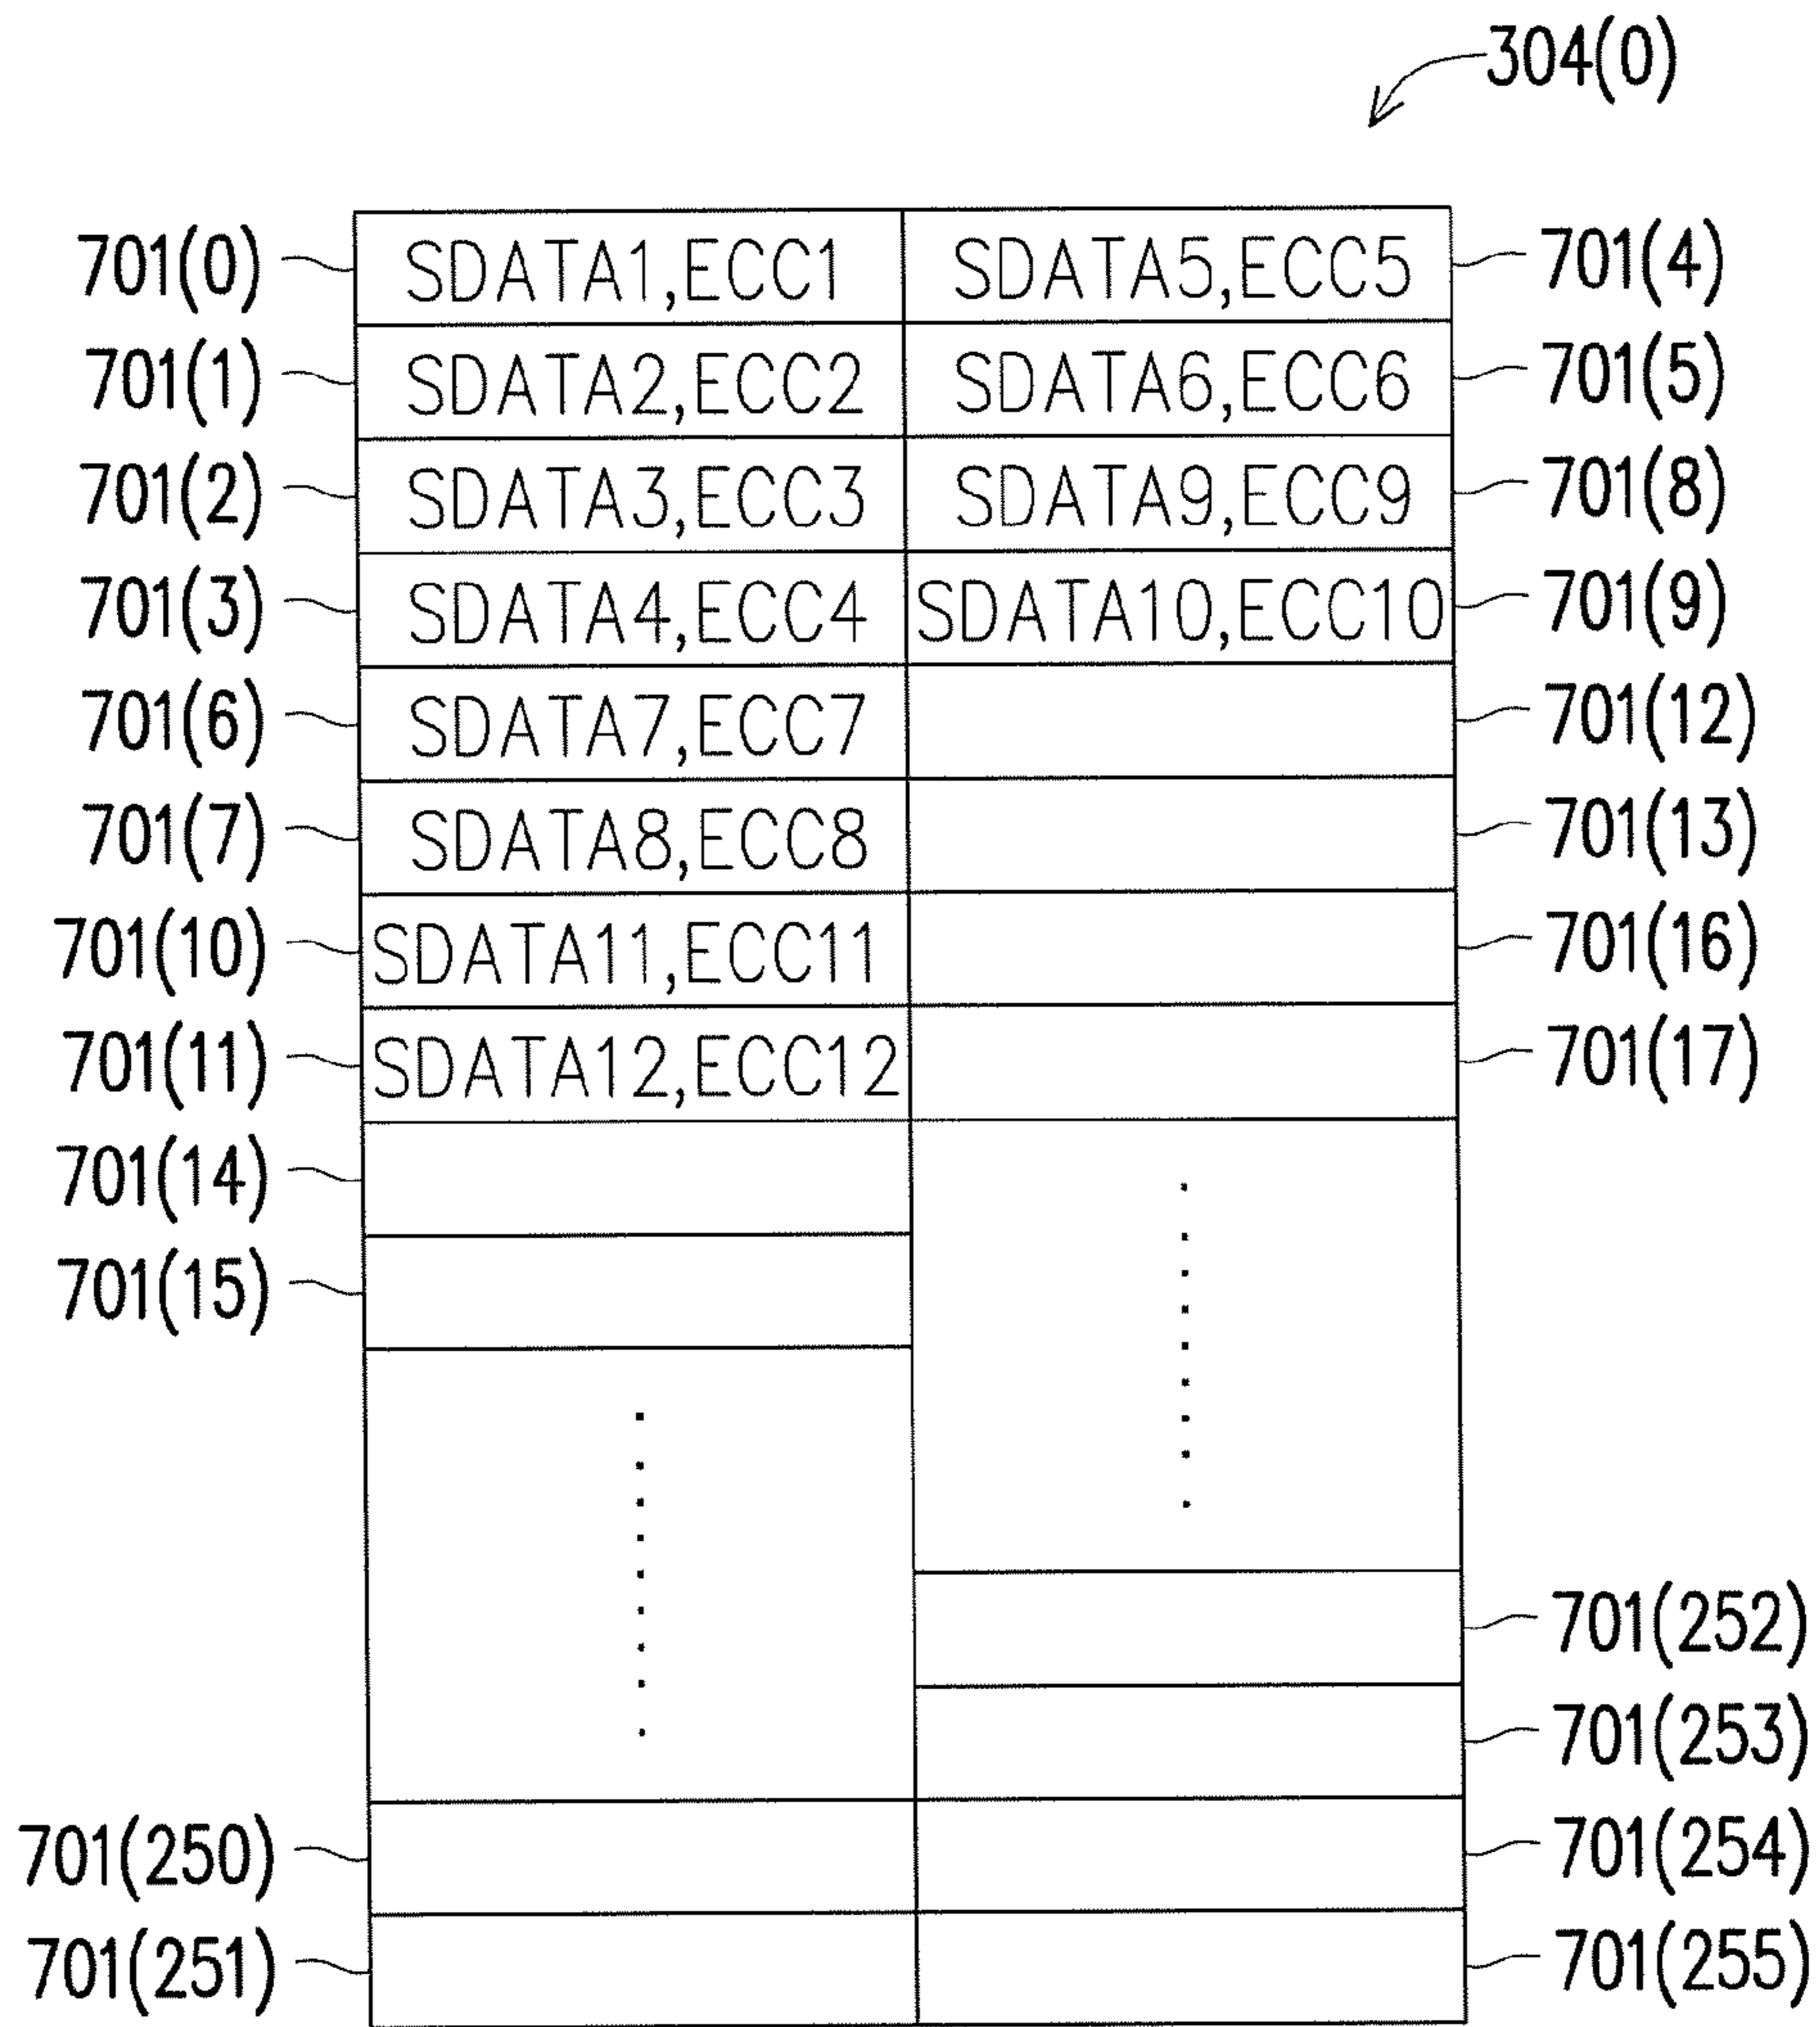 304(0)
701(0) SDATA1,ECC1 SDATA5,ECC5 701(4)
701(1) SDATA2,ECC2 SDATA6,ECC6 701(5)
701(2) SDATA3,ECC3 SDATA9,ECC9 701(8)
701(3) SDATA4,ECC4 SDATA10,ECC10 701(9)
701(6) SDATA7,ECC7 701(12)
701(7) SDATA8,ECC8 701(13)
701(10) SDATA11,ECC11 701(16)
701(11) SDATA12,ECC12 701(17)
701(14)
701(15)
701(252)
701(253)
701(250) 701(254)
701(251) 701(255)